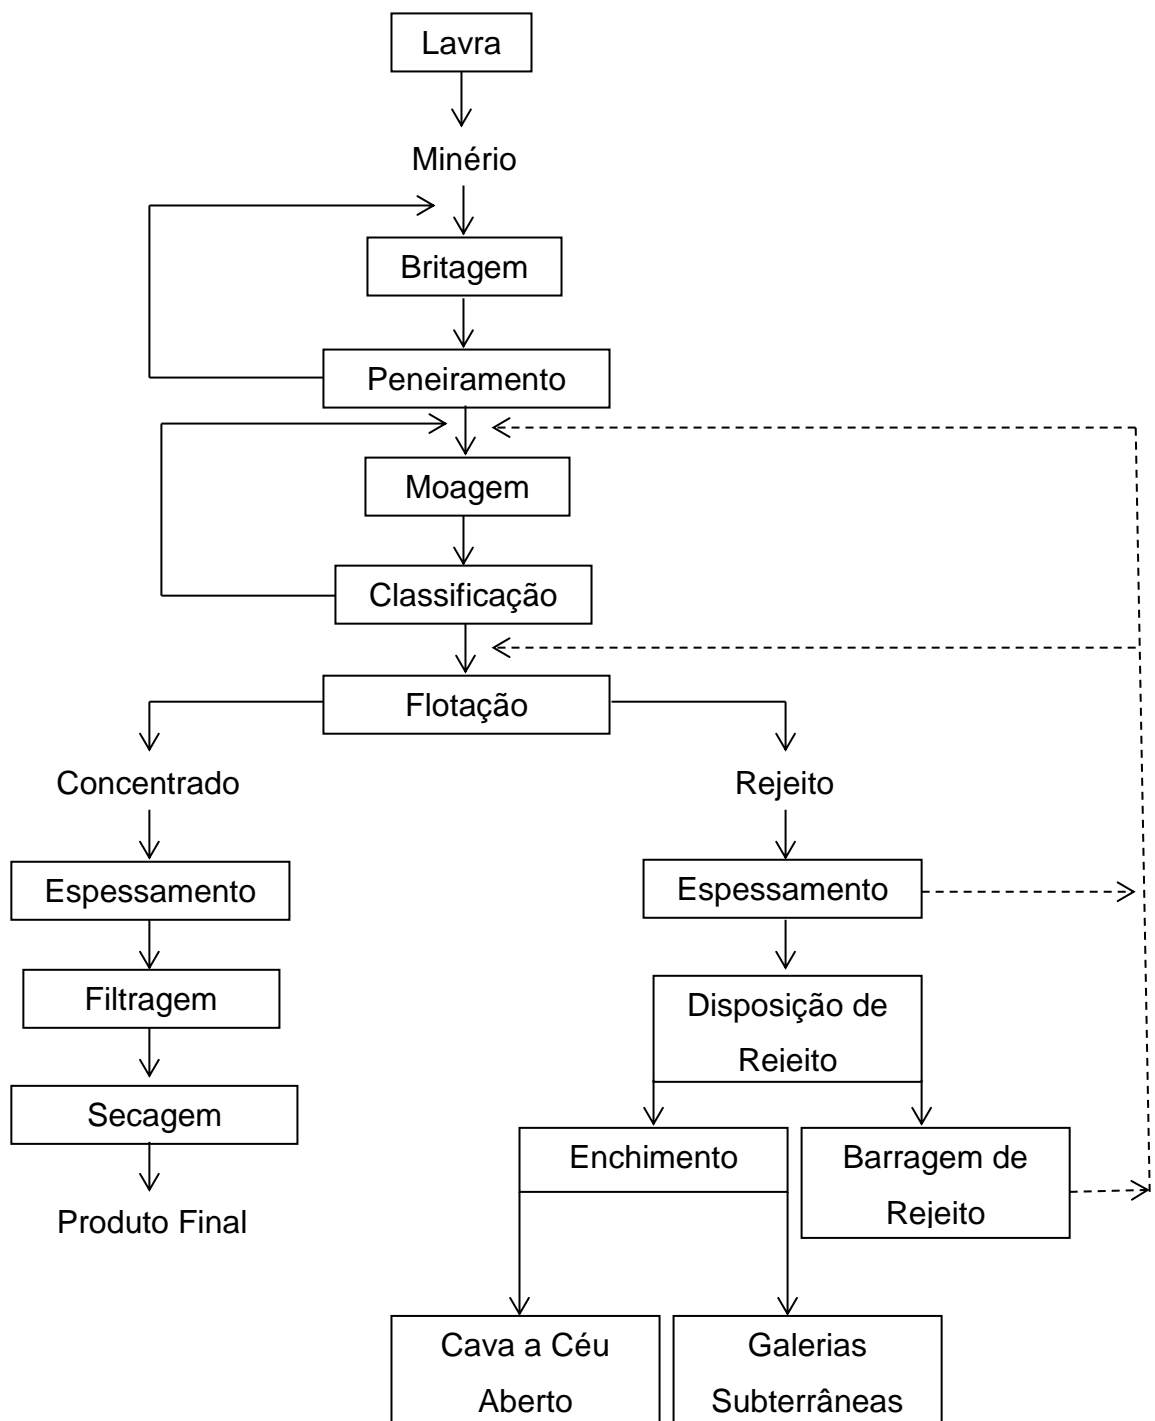 Lavra
Minério
Britagem
Peneiramento
Moagem
Classificação
Flotação
Concentrado
Rejeito
Espessamento
Espessamento
Filtragem
Disposição de
Rejeito
Secagem
Enchimento
Barragem de
Rejeito
Produto Final
Cava a Céu
Aberto
Galerias
Subterrâneas